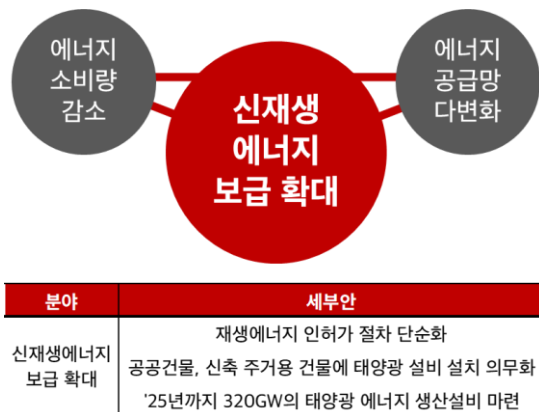 에너지
소비량
감소
신재생
에너지
보급 확대
에너지
공급망
다변화
분야
세부안
신재생에너지
보급 확대
재생에너지 인허가 절차 단순화
공공건물, 신축 주거용 건물에 태양광 설비 설치 의무화
'25년까지 320GW의 태양광 에너지 생산설비 마련